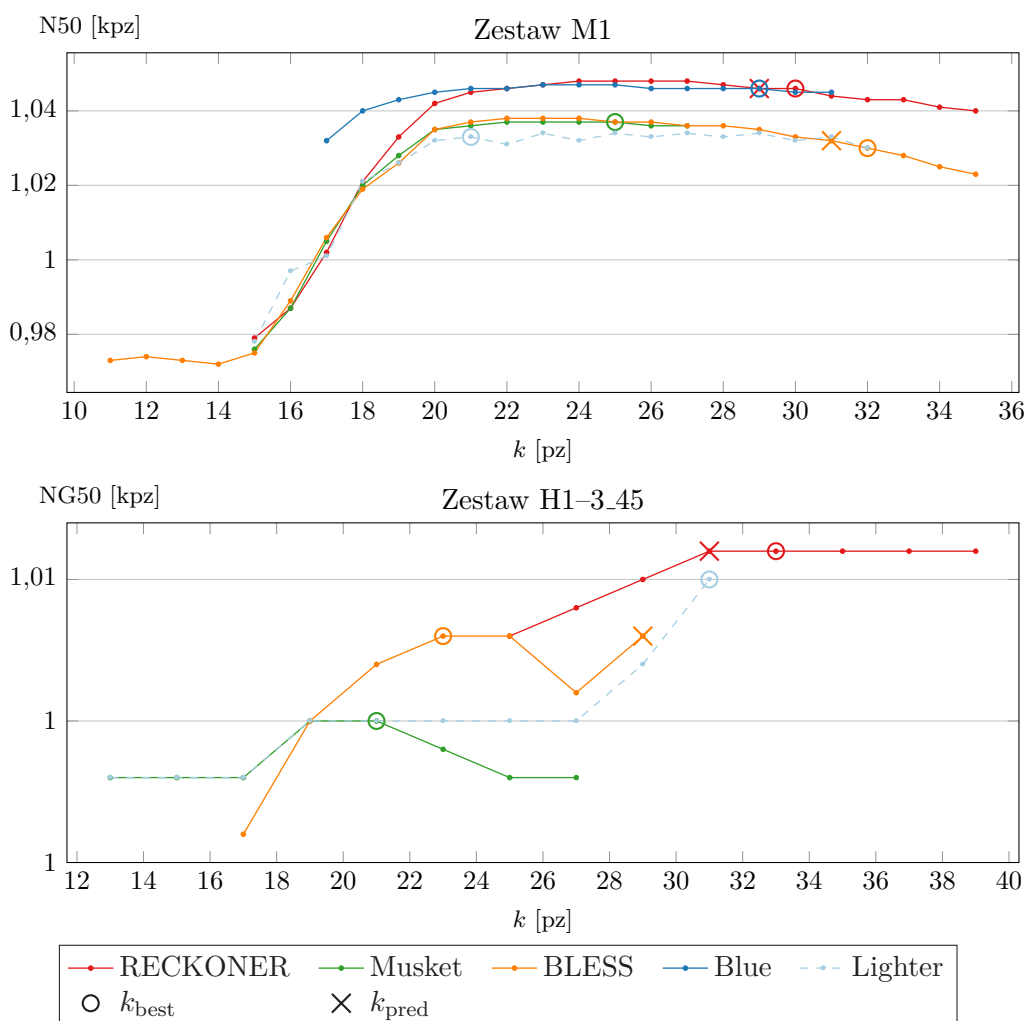 N50 [kpz]
Zestaw M1
1,04
1,02
1
0,98
10 12 14 16 18 20 22 24 26 28 30 32 34 36
k [pz]
NG50 [kpz]
Zestaw H1–3_45
1,01
1
1
12 14 16 18 20 22 24 26 28 30 32 34 36 38 40
k [pz]
RECKONER Musket BLESS Blue Lighter
kbest kpred